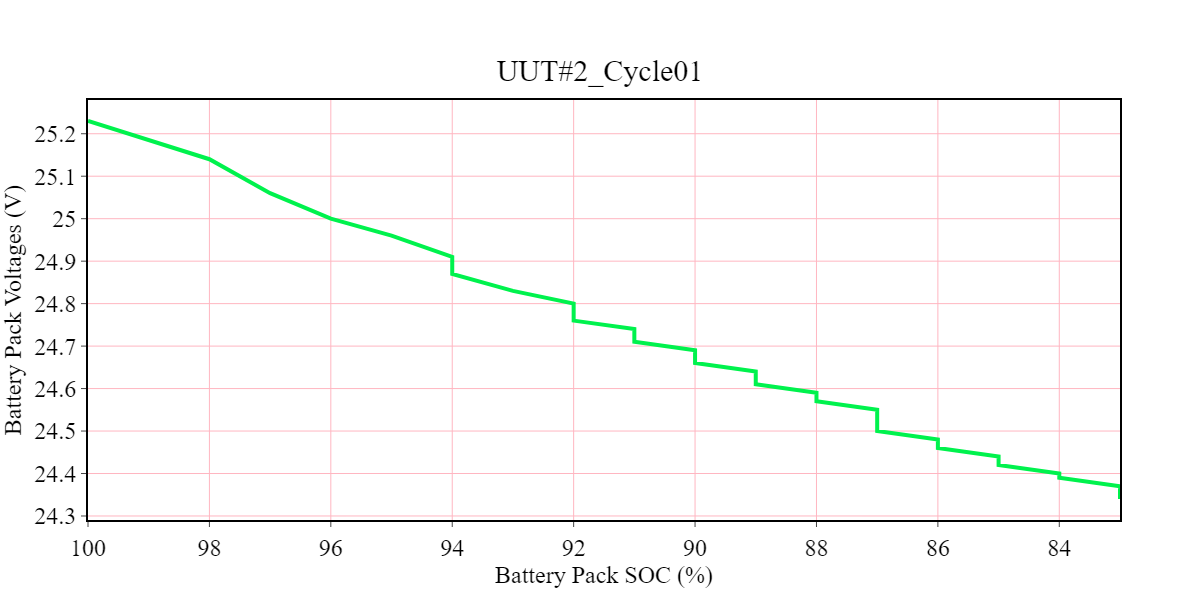 UUT#2_Cycle01
Battery Pack Voltages (V)
25.2
25.1
25
24.9
24.8
24.7
24.6
24.5
24.4
24.3
100 98 96 94 92 90 88 86 84
Battery Pack SOC (%)